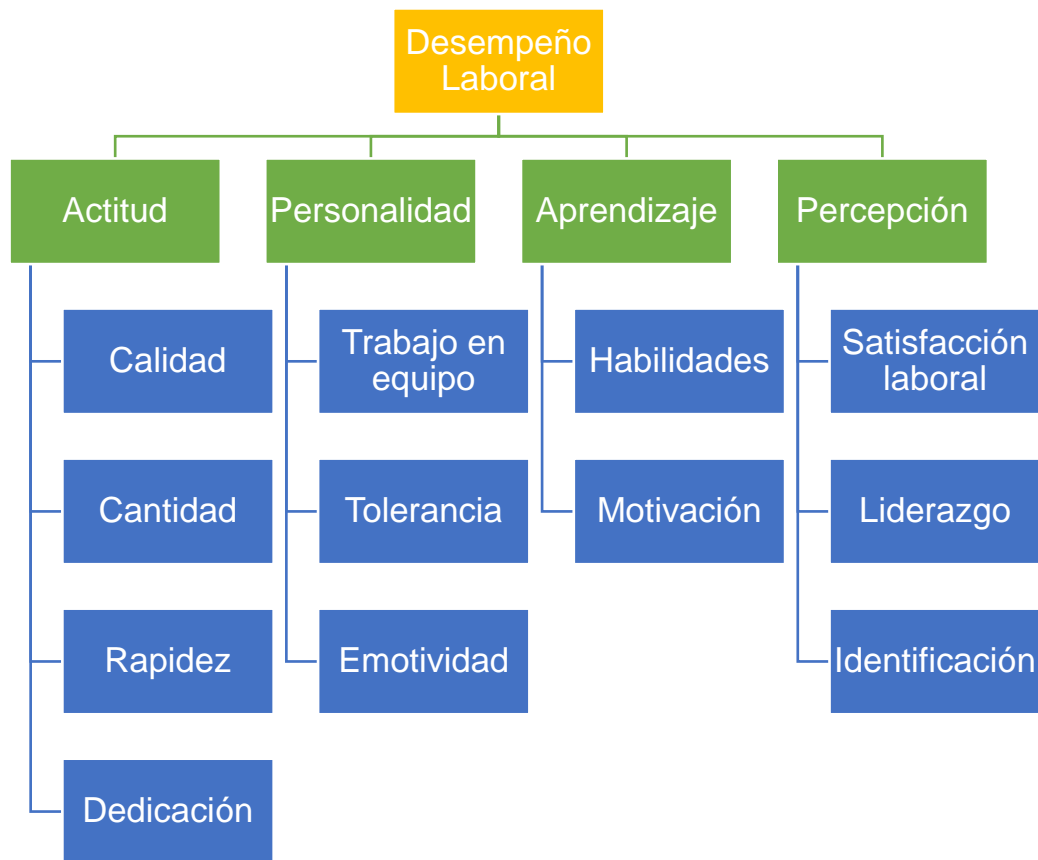 Desempeño
Laboral
Actitud
Personalidad
Aprendizaje
Percepción
Calidad
Trabajo en
equipo
Habilidades
Satisfacción
laboral
Cantidad
Tolerancia
Motivación
Liderazgo
Rapidez
Emotividad
Identificación
Dedicación